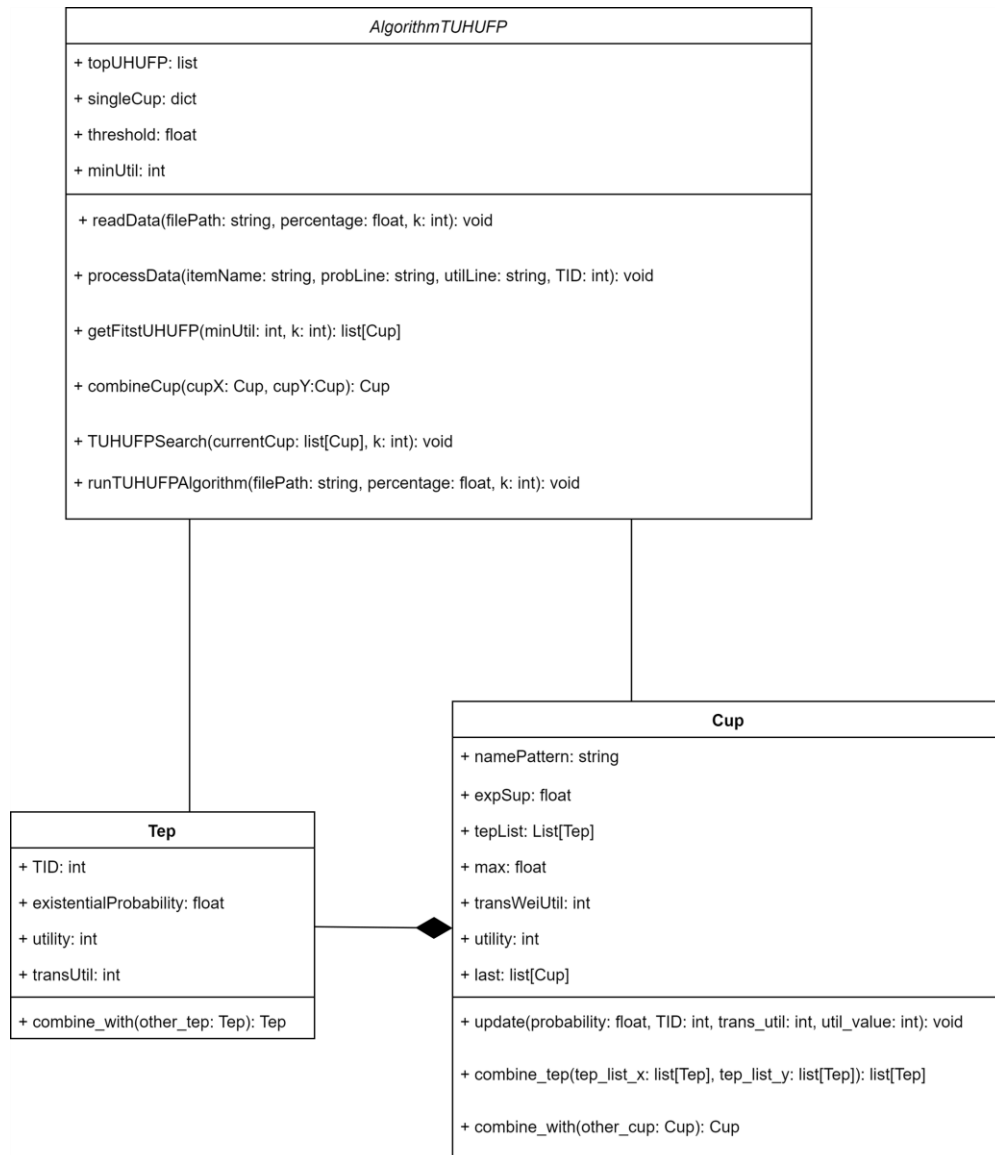 AlgorithmTUHUFP
+ topUHUFP: list
+ singleCup: dict
+ threshold: float
+ minUtil: int
+ readData(filePath: string, percentage: float, k: int): void
+ processData(itemName: string, probLine: string, utilLine: string, TID: int): void
+ getFitstUHUFP(minUtil: int, k: int): list[Cup]
+ combineCup(cupX: Cup, cupY:Cup): Cup
+ TUHUFPSearch(currentCup: list[Cup], k: int): void
+ runTUHUFPAlgorithm(filePath: string, percentage: float, k: int): void
Tep
+ TID: int
+ existentialProbability: float
+ utility: int
+ transUtil: int
+ combine_with(other_tep: Tep): Tep
Cup
+ namePattern: string
+ expSup: float
+ tepList: List[Tep]
+ max: float
+ transWeiUtil: int
+ utility: int
+ last: list[Cup]
+ update(probability: float, TID: int, trans_util: int, util_value: int): void
+ combine_tep(tep_list_x: list[Tep], tep_list_y: list[Tep]): list[Tep]
+ combine_with(other_cup: Cup): Cup